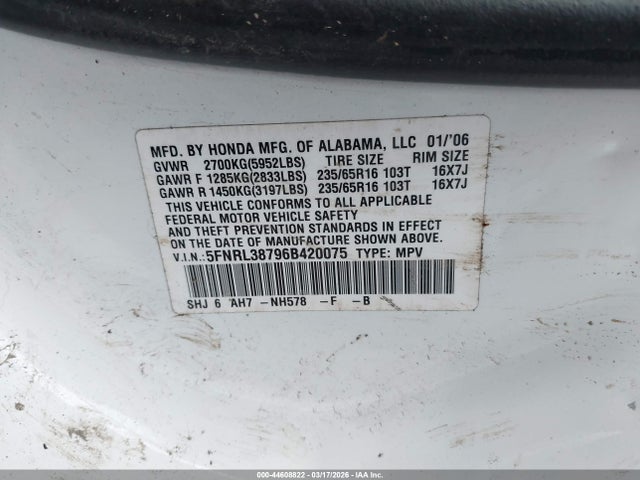 MFD. BY HONDA MFG. OF ALABAMA, LLC 01/'06
GVWR 2700KG(5952LBS) TIRE SIZE RIM SIZE
GAWR F 1285KG(2833LBS) 235/65R16 103T 16X7J
GAWR R 1450KG(3197LBS) 235/65R16 103T 16X7J
THIS VEHICLE CONFORMS TO ALL APPLICABLE
FEDERAL MOTOR VEHICLE SAFETY
AND THEFT PREVENTION STANDARDS IN EFFECT
ON THE DATE OF MANUFACTURE SHOWN ABOVE.
V.I.N.:5FNRL38796B420075 TYPE: MPV
SHJ 6 AH7 -NH578 -F -B
000-44608822 - 03/17/2026 - IAA Inc.